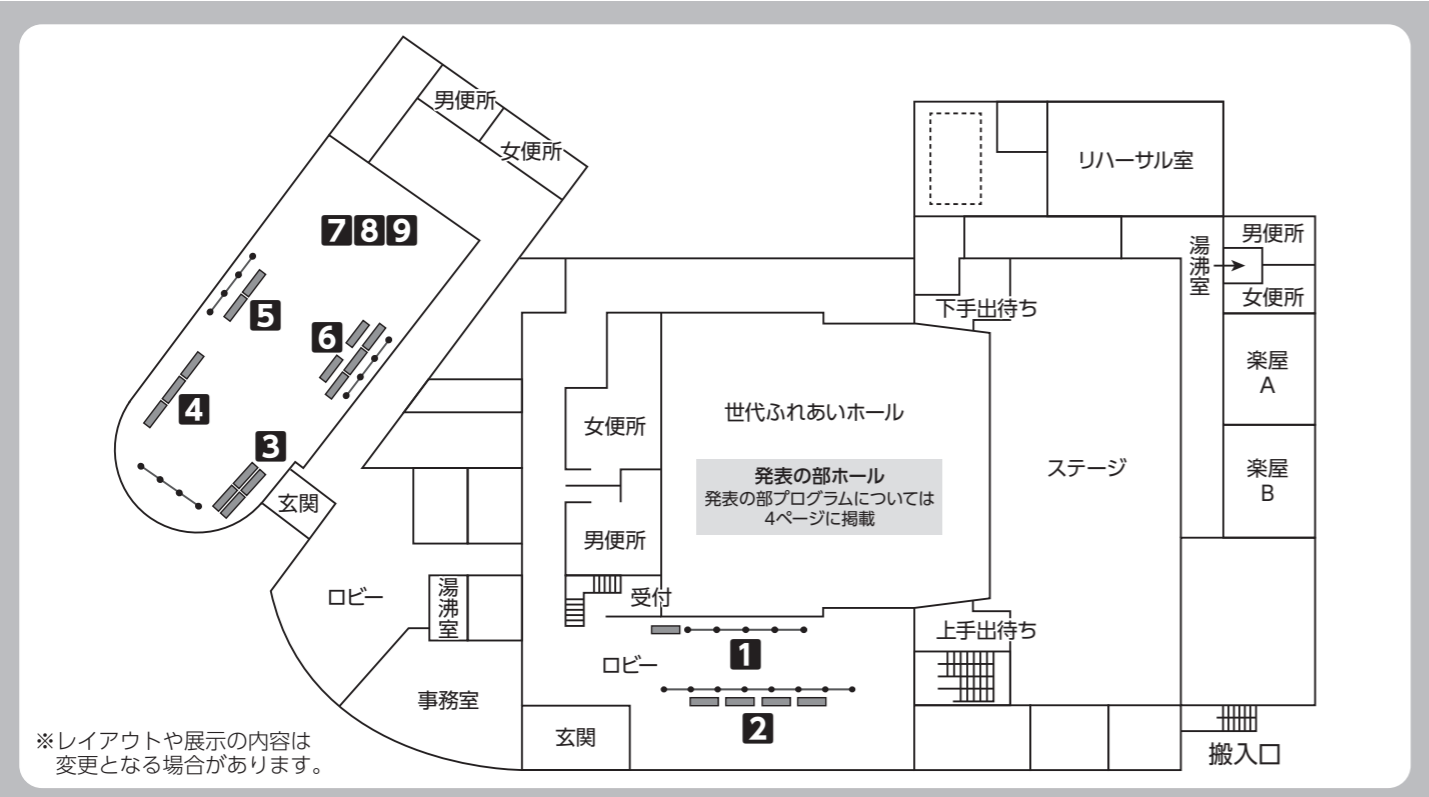 男便所
女便所
リハーサル室
7 8 9
湯沸室
男便所
女便所
5
下手出待ち
6
楽屋
A
4
女便所
世代ふれあいホール
ステージ
3
発表の部ホール
発表の部プログラムについては
4ページに掲載
楽屋
B
玄関
男便所
ロビー
湯沸室
受付
上手出待ち
1
ロビー
事務室
2
玄関
搬入口
※レイアウトや展示の内容は
変更となる場合があります。